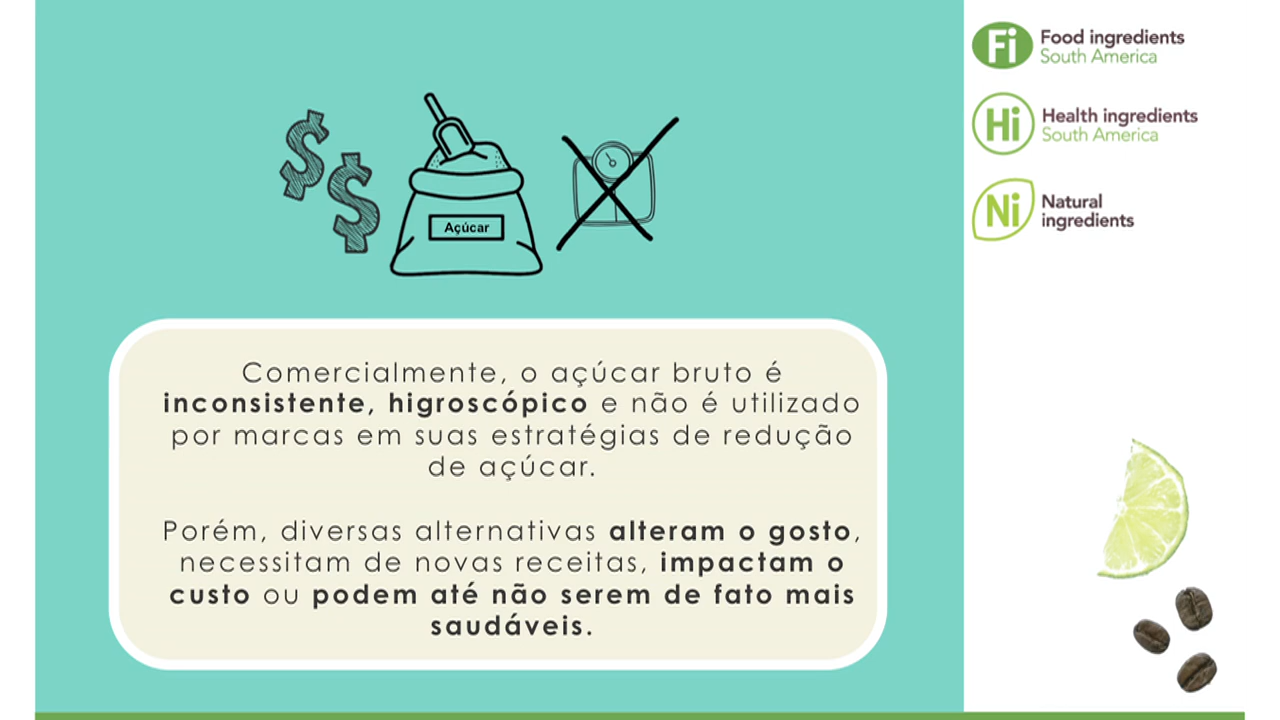 $
$
Açúcar
Comercialmente, o açúcar bruto é
inconsistente, higroscópico e não é utilizado
por marcas em suas estratégias de redução
de açúcar.
Porém, diversas alternativas alteram o gosto,
necessitam de novas receitas, impactam o
custo ou podem até não serem de fato mais
saudáveis.
Fi Food ingredients
South America
Hi Health ingredients
South America
Ni Natural
ingredients